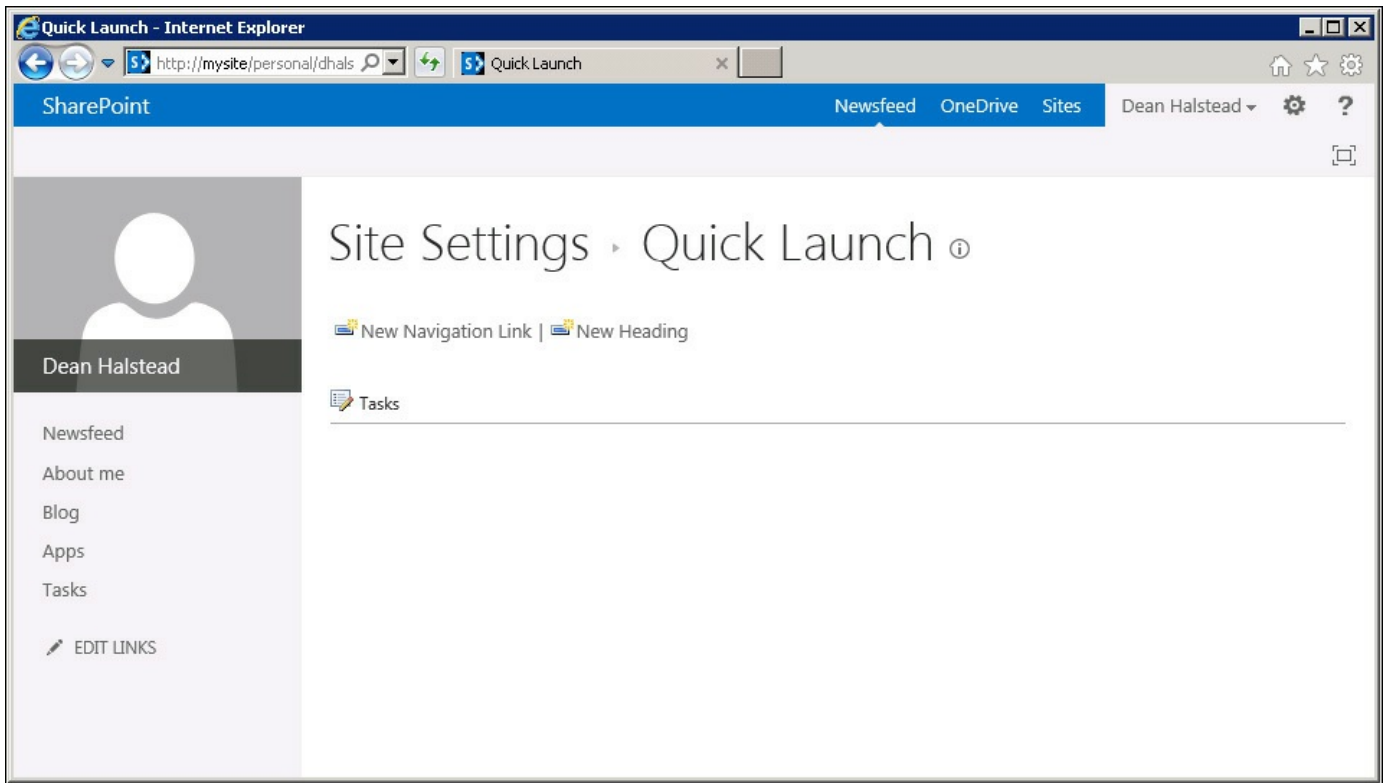 Quick Launch - Internet Explorer
http://mysite/personal/dhals
Quick Launch
SharePoint
Newsfeed OneDrive Sites Dean Halstead ?
Site Settings Quick Launch
New Navigation Link | New Heading
Dean Halstead
Tasks
Newsfeed
About me
Blog
Apps
Tasks
EDIT LINKS